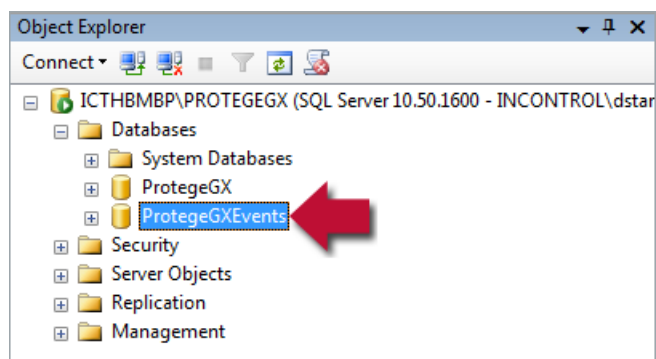 Object Explorer
Connect
ICTHBMBP\PROTEGEGX (SQL Server 10.50.1600 - INCONTROL\dstar
Databases
System Databases
ProtegeGX
ProtegeGXEvents
Security
Server Objects
Replication
Management